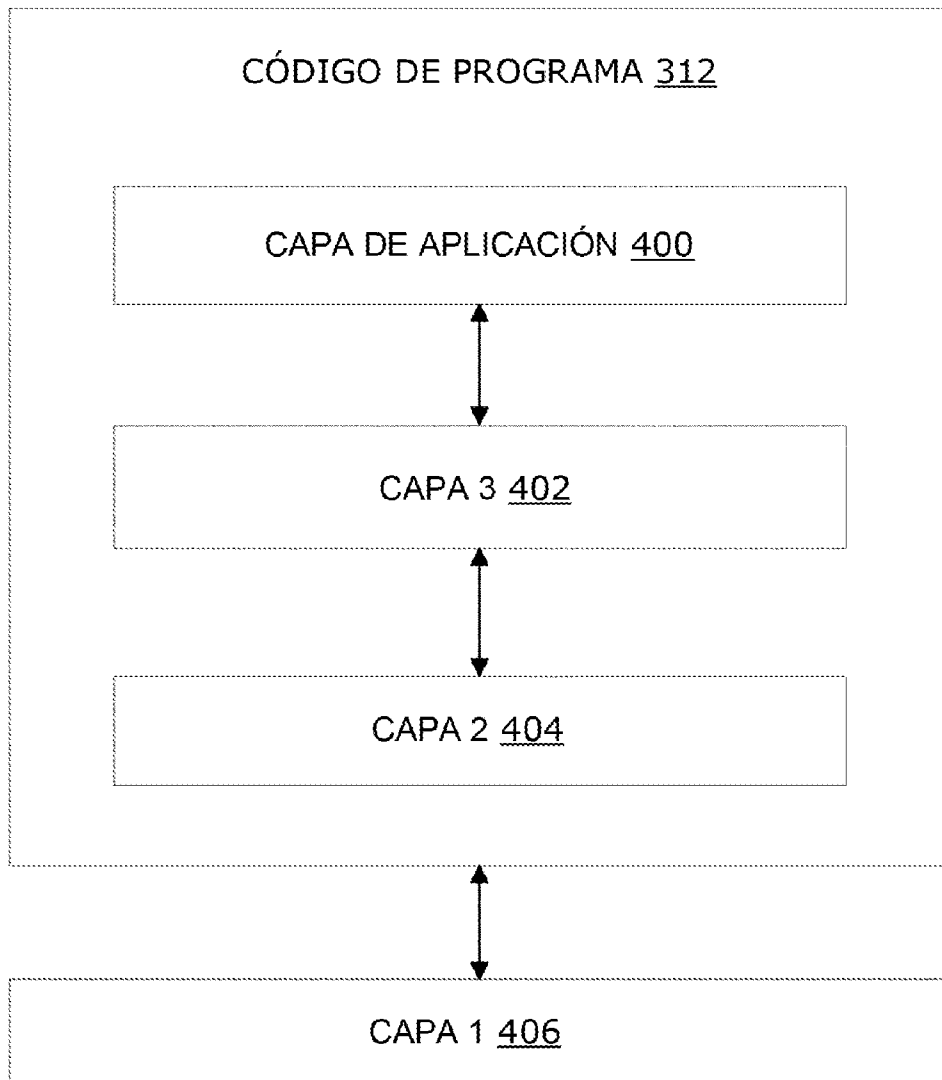 CÓDIGO DE PROGRAMA 312
CAPA DE APLICACIÓN 400
CAPA 3 402
CAPA 2 404
CAPA 1 406